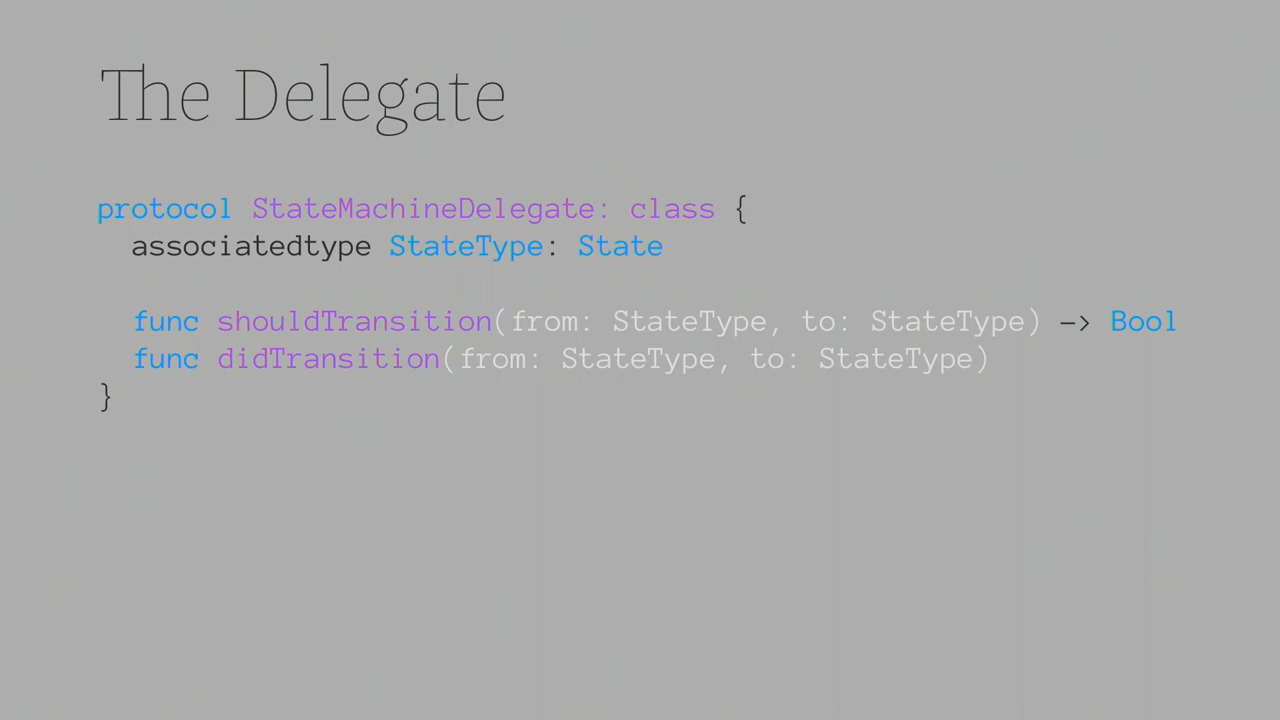 The Delegate
protocol StateMachineDelegate: class {
associatedtype StateType: State
func shouldTransition(from: StateType, to: StateType) -> Bool
func didTransition(from: StateType, to: StateType)
}